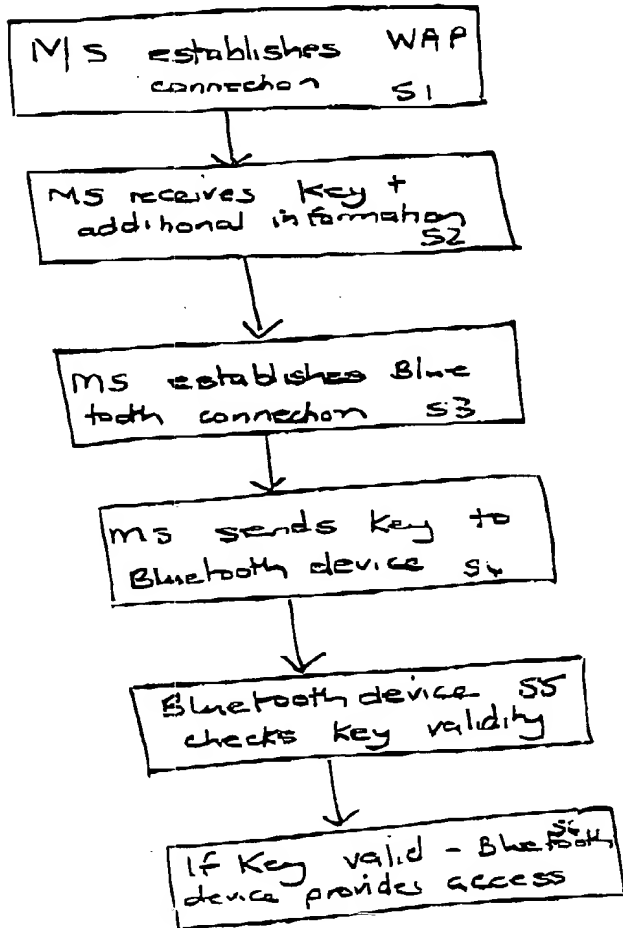 MS establishes WAP
connection S1
MS receives Key +
additional information
S2
MS establishes Blue
tooth connection S3
MS sends Key to
Bluetooth device S4
Bluetooth device S5
checks Key validity
S6
If Key valid - Bluetooth
device provides access